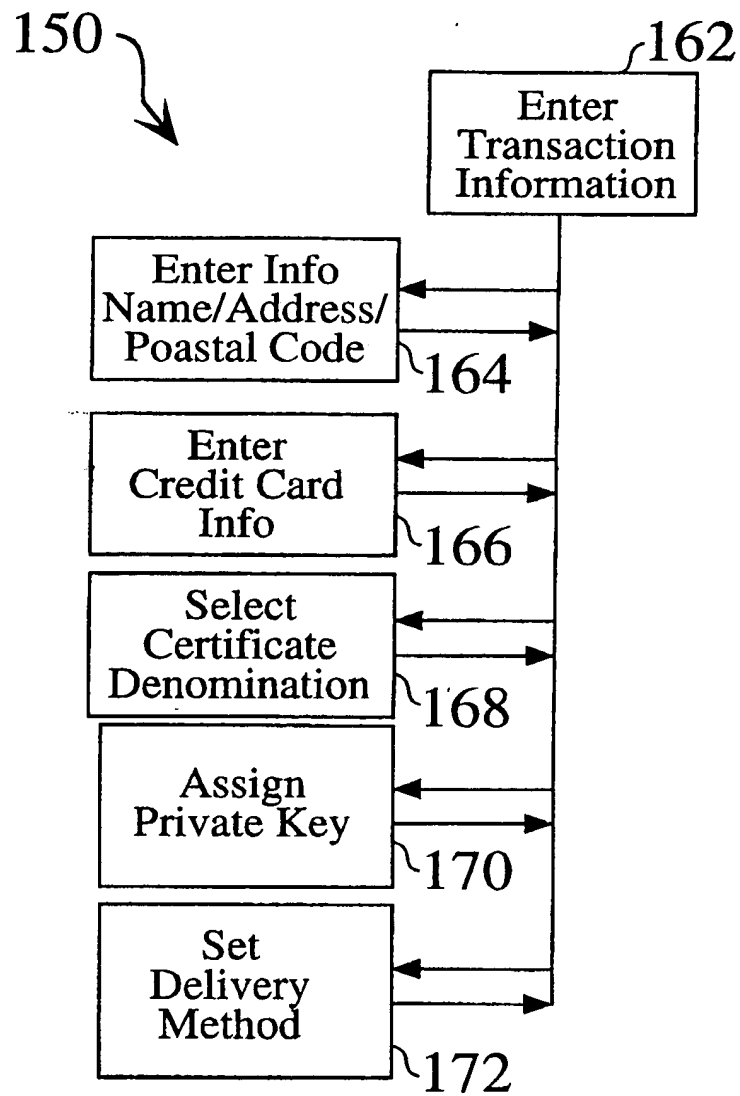 150
162
Enter
Transaction
Information
Enter Info
Name/Address/
Poastal Code
164
Enter
Credit Card
Info
166
Select
Certificate
Denomination
168
Assign
Private Key
170
Set
Delivery
Method
172